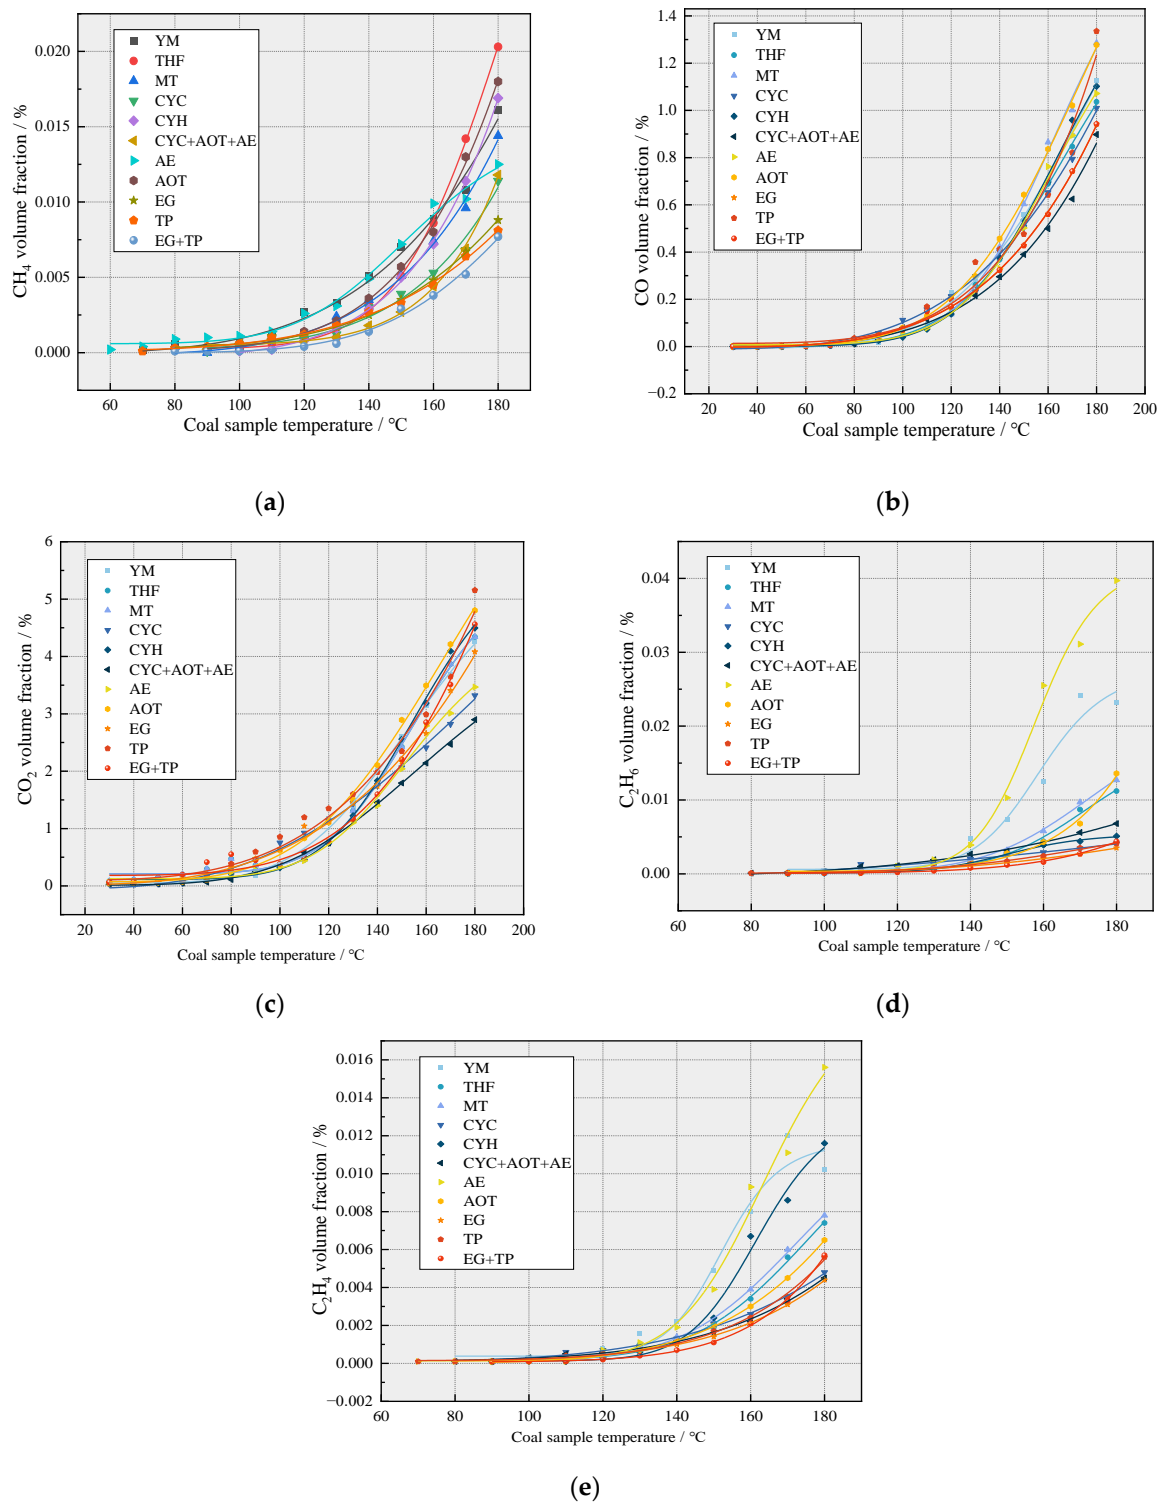 0.020
0.015
0.010
0.005
0.000
CH4 volume fraction / %
YM
THF
MT
CYC
CYH
CYC+AOT+AE
AE
AOT
EG
TP
EG+TP
60 80 100 120 140 160 180
Coal sample temperature / °C
(a)
1.4
1.2
1.0
0.8
0.6
0.4
0.2
0.0
−0.2
CO volume fraction / %
YM
THF
MT
CYC
CYH
CYC+AOT+AE
AE
AOT
EG
TP
EG+TP
20 40 60 80 100 120 140 160 180 200
Coal sample temperature / °C
(b)
6
5
4
3
2
1
0
CO2 volume fraction / %
YM
THF
MT
CYC
CYH
CYC+AOT+AE
AE
AOT
EG
TP
EG+TP
20 40 60 80 100 120 140 160 180 200
Coal sample temperature / °C
(c)
0.04
0.03
0.02
0.01
0.00
C2H6 volume fraction / %
YM
THF
MT
CYC
CYH
CYC+AOT+AE
AE
AOT
EG
TP
EG+TP
60 80 100 120 140 160 180
Coal sample temperature / °C
(d)
0.016
0.014
0.012
0.010
0.008
0.006
0.004
0.002
0.000
−0.002
C2H4 volume fraction / %
YM
THF
MT
CYC
CYH
CYC+AOT+AE
AE
AOT
EG
TP
EG+TP
60 80 100 120 140 160 180
Coal sample temperature / °C
(e)